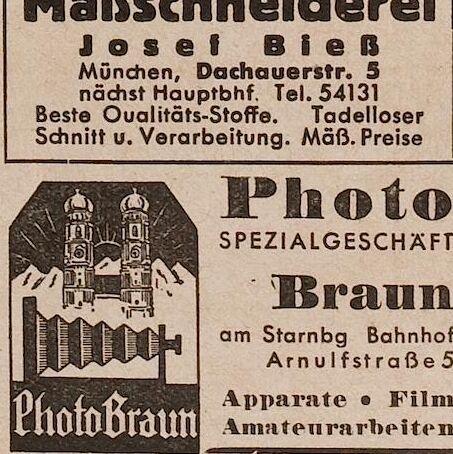 Maßschneiderei
Josef Bieß
München, Dachauerstr. 5
nächst Hauptbhf. Tel. 54131
Beste Qualitäts-Stoffe. Tadelloser
Schnitt u. Verarbeitung. Mäß. Preise
Photo
SPEZIALGESCHÄFT
Braun
am Starnbg Bahnhof
Arnulfstraße 5
Apparate • Film
Amateurarbeiten
PhotoBraun